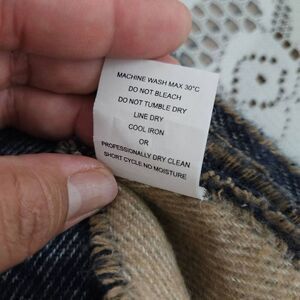 MACHINE WASH MAX 30°C
DO NOT BLEACH
DO NOT TUMBLE DRY
LINE DRY
COOL IRON
OR
PROFESSIONALLY DRY CLEAN
SHORT CYCLE.NO MOISTURE